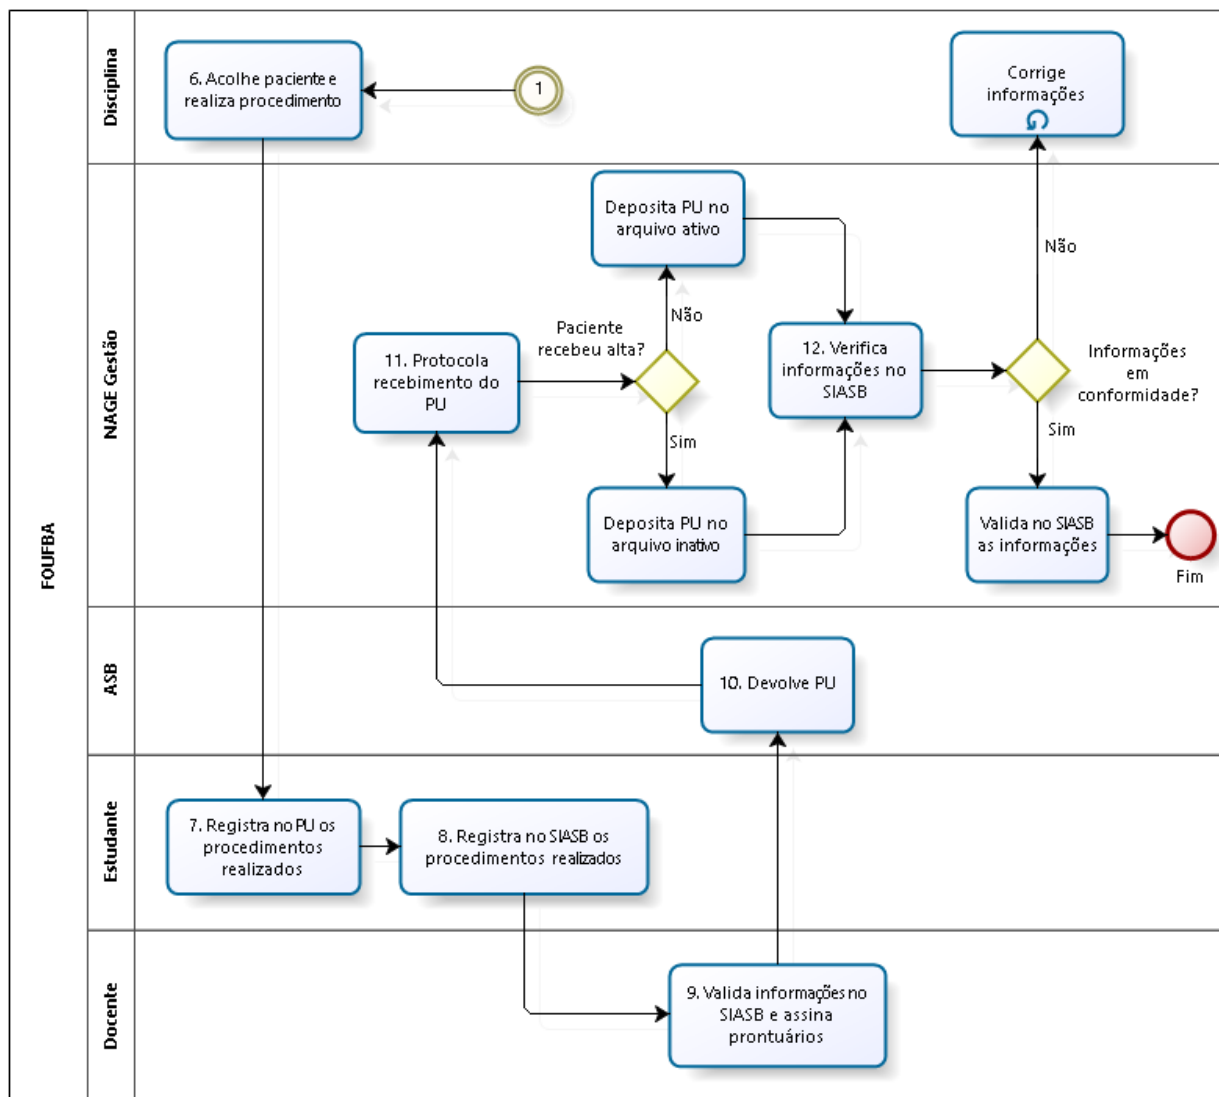 FOUFBA
Disciplina
6. Acolhe paciente e
realiza procedimento
1
Corrige
informações
NAGE Gestão
Deposita PU no
arquivo ativo
Não
Não
Paciente
recebeu alta?
11. Protocola
recebimento do
PU
12. Verifica
informações no
SIASB
Informações
em
conformidade?
Sim
Sim
Deposita PU no
arquivo inativo
Valida no SIASB
as informações
Fim
ASB
10. Devolve PU
Estudante
7. Registra no PU os
procedimentos
realizados
8. Registra no SIASB os
procedimentos realizados
Docente
9. Valida informações no
SIASB e assina
prontuários